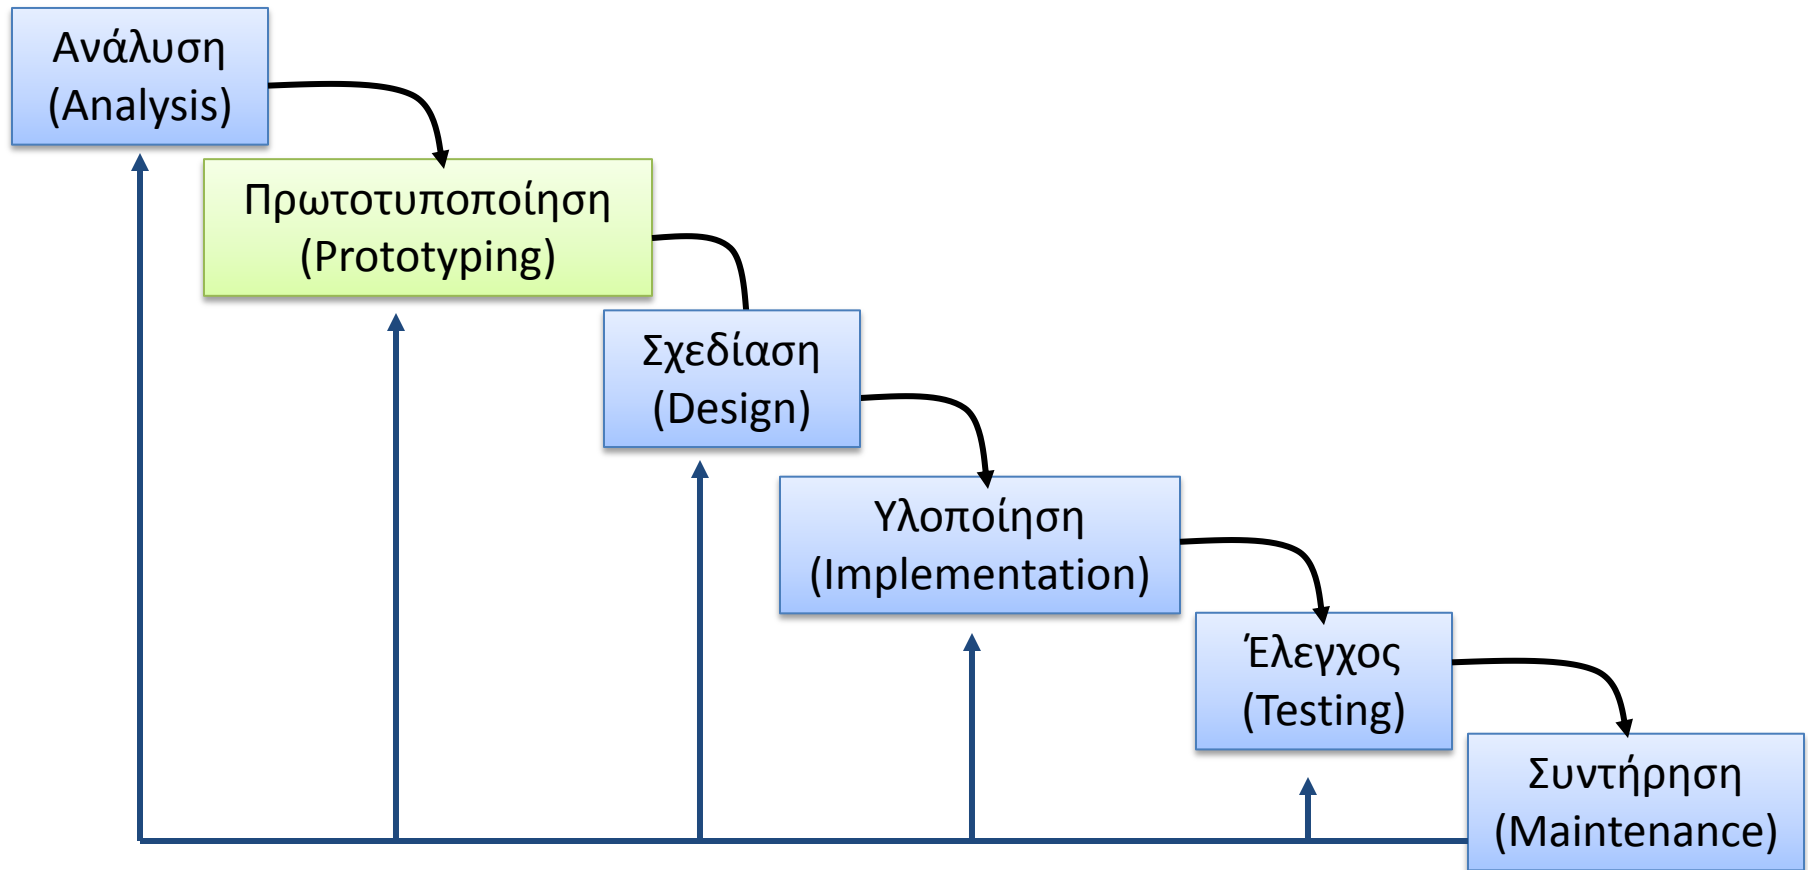 Ανάλυση
(Analysis)
Πρωτοτυποποίηση
(Prototyping)
Σχεδίαση
(Design)
Υλοποίηση
(Implementation)
Έλεγχος
(Testing)
Συντήρηση
(Maintenance)